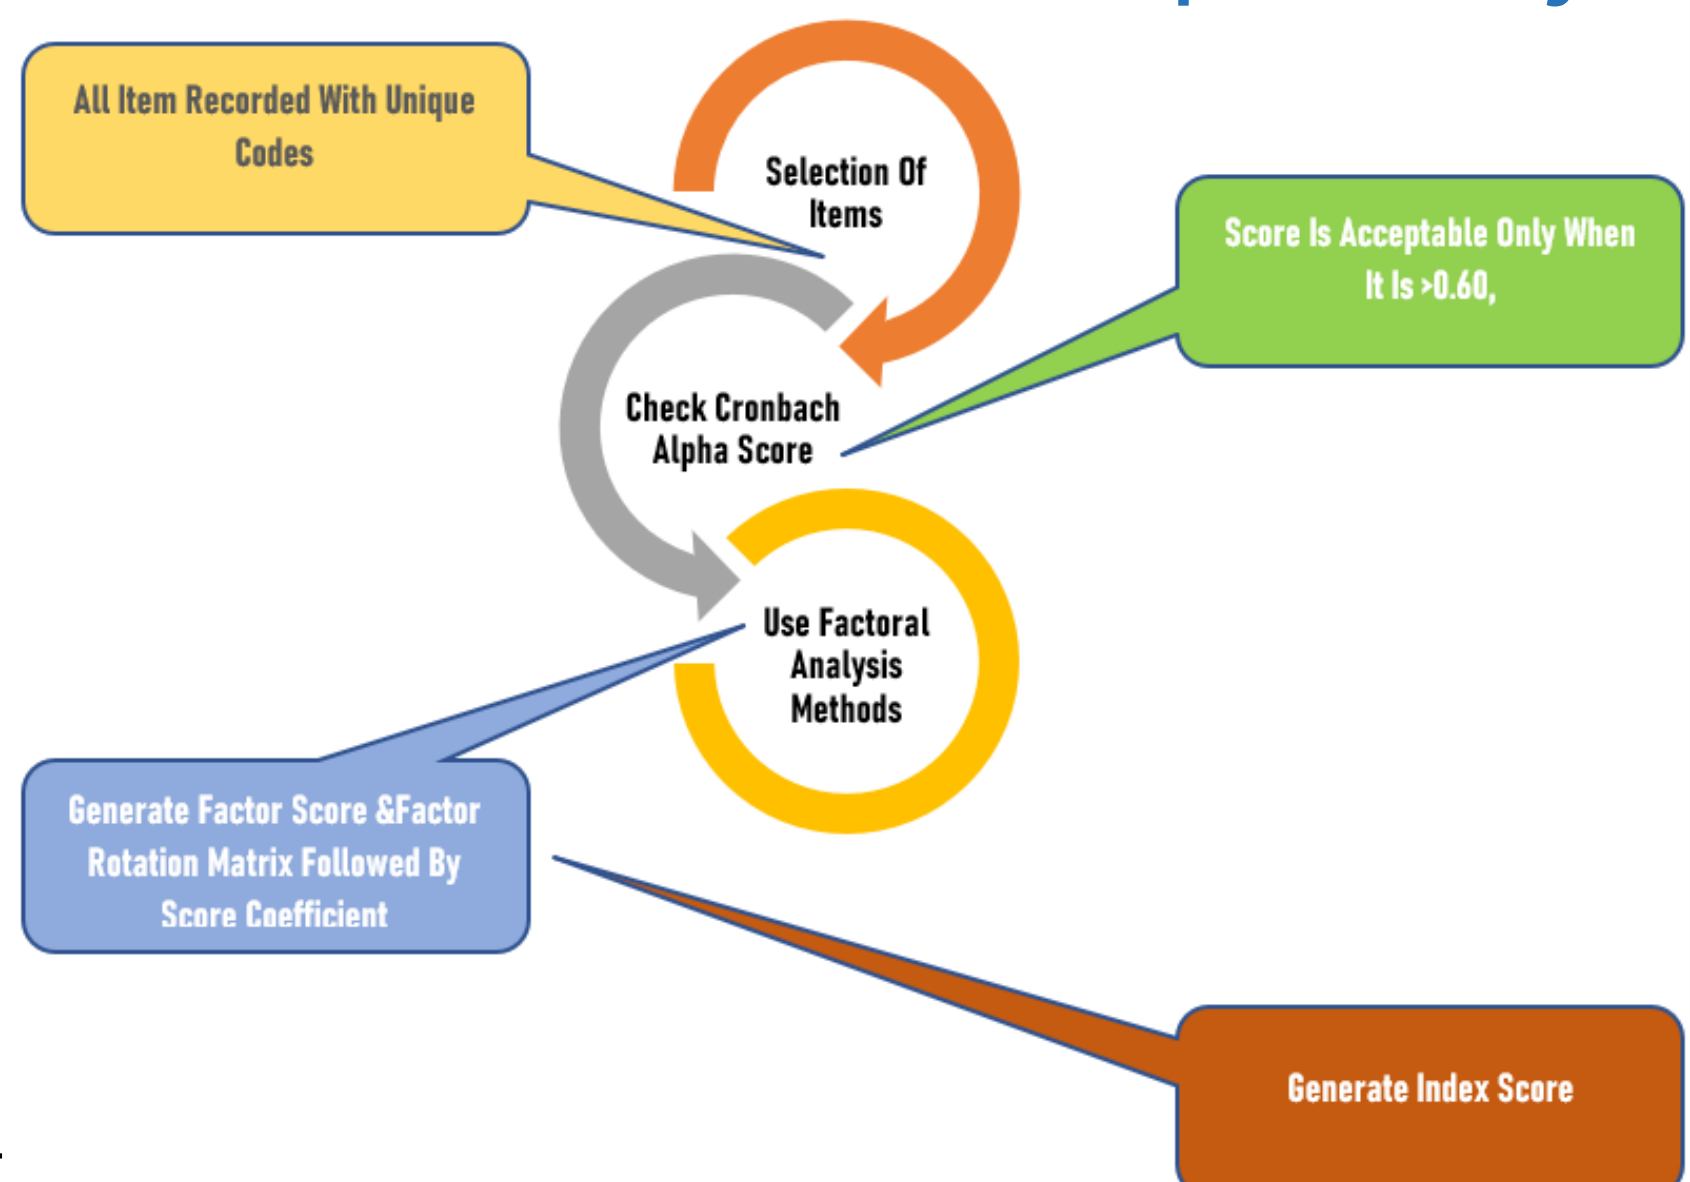 All Item Recorded With Unique
Codes
Selection Of
Items
Score Is Acceptable Only When
It Is >0.60,
Check Cronbach
Alpha Score
Use Factoral
Analysis
Methods
Generate Factor Score &Factor
Rotation Matrix Followed By
Score Coefficient
Generate Index Score